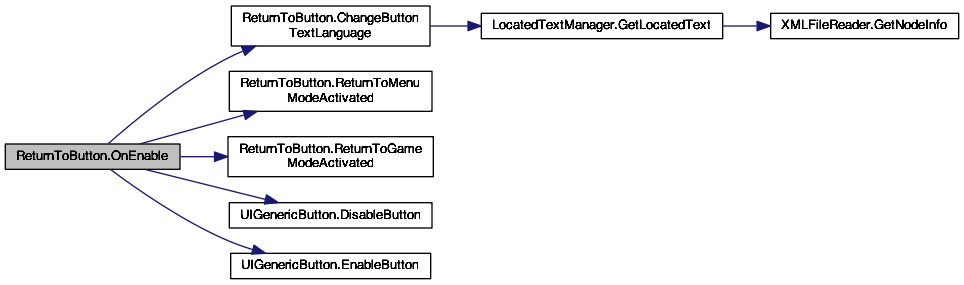 ReturnToButton.ChangeButton
TextLanguage
LocatedTextManager.GetLocatedText
XMLFileReader.GetNodeInfo
ReturnToButton.ReturnToMenu
ModeActivated
ReturnToButton.OnEnable
ReturnToButton.ReturnToGame
ModeActivated
UIGenericButton.DisableButton
UIGenericButton.EnableButton